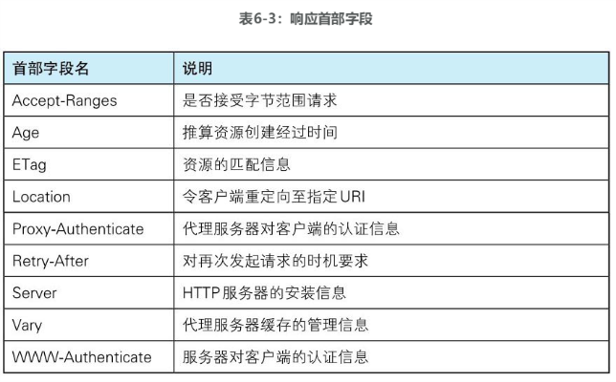 表6-3：响应首部字段
首部字段名 说明
Accept-Ranges 是否接受字节范围请求
Age 推算资源创建经过时间
ETag 资源的匹配信息
Location 令客户端重定向至指定URI
Proxy-Authenticate 代理服务器对客户端的认证信息
Retry-After 对再次发起请求的时机要求
Server HTTP服务器的安装信息
Vary 代理服务器缓存的管理信息
WWW-Authenticate 服务器对客户端的认证信息